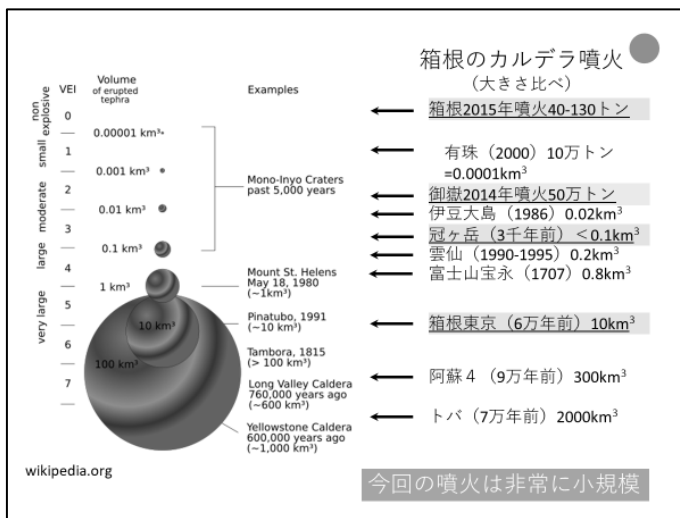 箱根のカルデラ噴火
（大きさ比べ）
VEI
Volume
of erupted
tephra
Examples
non
explosive
small
moderate
large
very large
0
1
2
3
4
5
6
7
0.00001 km³
0.001 km³
0.01 km³
0.1 km³
1 km³
10 km³
100 km³
Mono-Inyo Craters
past 5,000 years
Mount St. Helens
May 18, 1980
(~1km³)
Pinatubo, 1991
(~10 km³)
Tambora, 1815
(> 100 km³)
Long Valley Caldera
760,000 years ago
(~600 km³)
Yellowstone Caldera
600,000 years ago
(~1,000 km³)
箱根2015年噴火40-130トン
有珠（2000）10万トン
=0.0001km³
御嶽2014年噴火50万トン
伊豆大島（1986）0.02km³
冠ヶ岳（3千年前）＜0.1km³
雲仙（1990-1995）0.2km³
富士山宝永（1707）0.8km³
箱根東京（6万年前）10km³
阿蘇４（9万年前）300km³
トバ（7万年前）2000km³
wikipedia.org
今回の噴火は非常に小規模